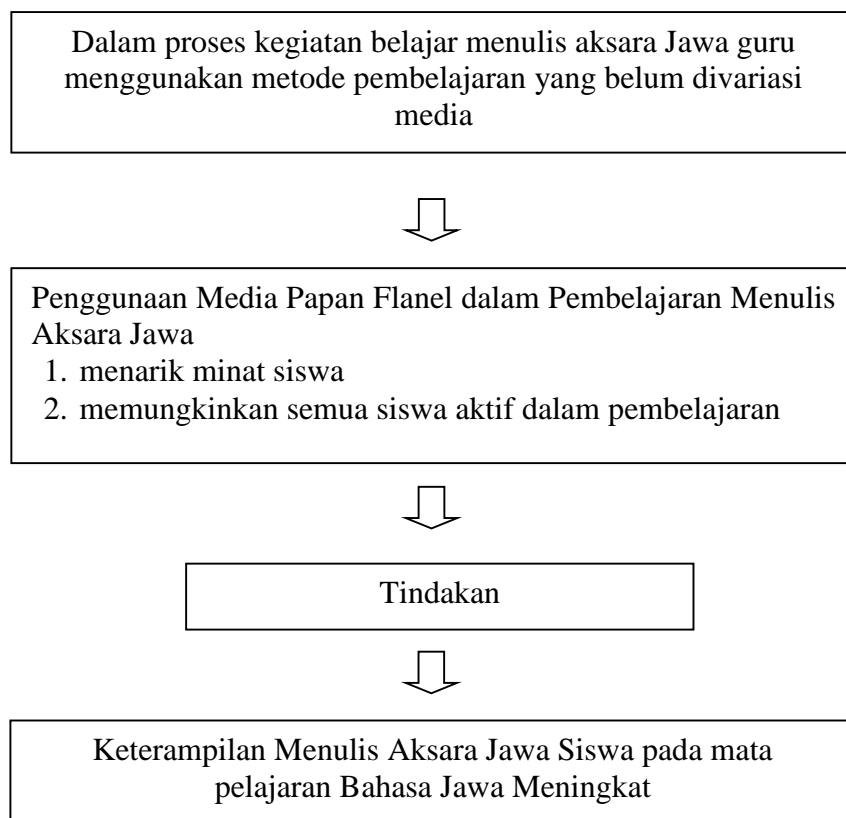 Dalam proses kegiatan belajar menulis aksara Jawa guru
menggunakan metode pembelajaran yang belum divariasi
media
Penggunaan Media Papan Flanel dalam Pembelajaran Menulis
Aksara Jawa
1. menarik minat siswa
2. memungkinkan semua siswa aktif dalam pembelajaran
Tindakan
Keterampilan Menulis Aksara Jawa Siswa pada mata
pelajaran Bahasa Jawa Meningkat